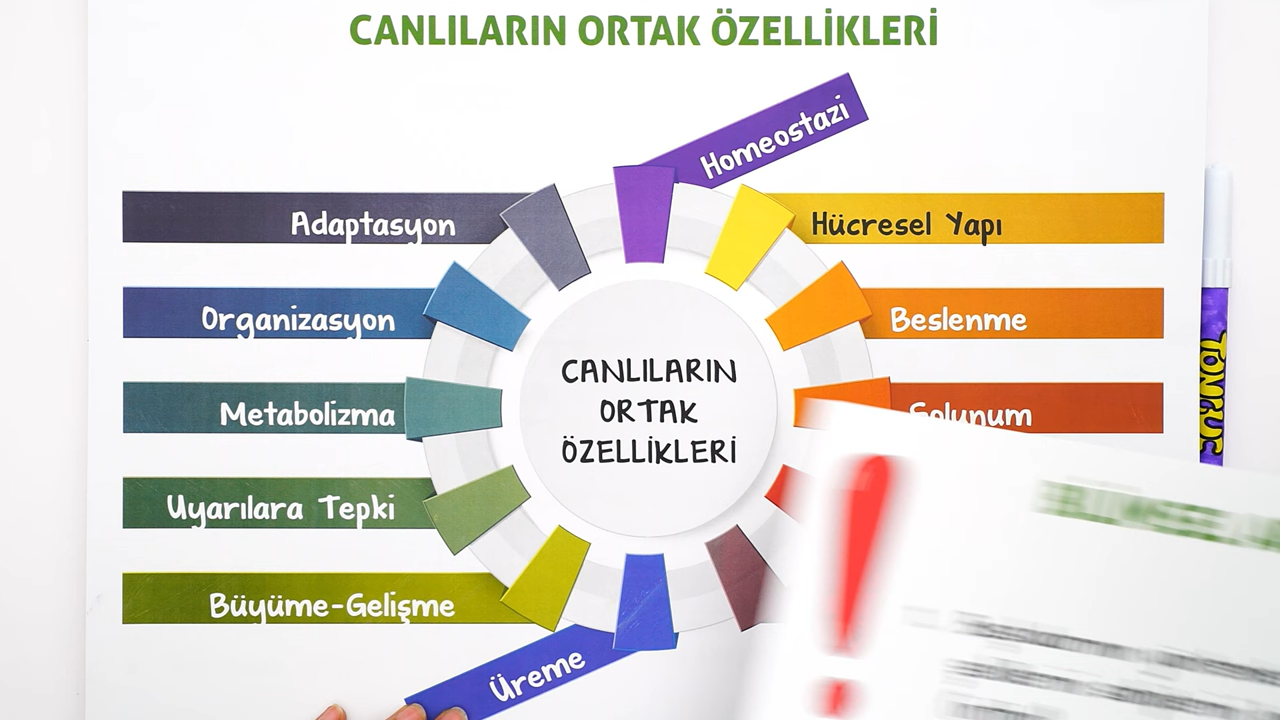 CANLILARIN ORTAK ÖZELLİKLERİ
Homeostazi
Adaptasyon
Hücresel Yapı
Organizasyon
Beslenme
Metabolizma
Solunum
CANLILARIN
ORTAK
ÖZELLİKLERİ
Uyarılara Tepki
Büyüme-Gelişme
Üreme
TONGUÇ